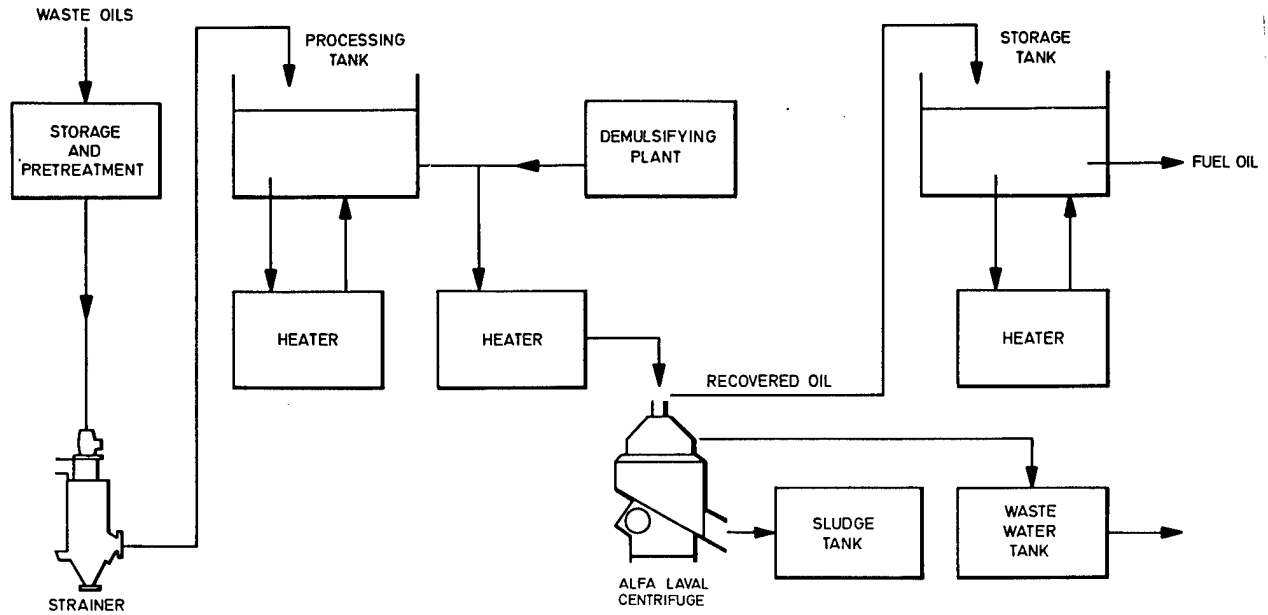 WASTE OILS
STORAGE
AND
PRETREATMENT
STRAINER
PROCESSING
TANK
HEATER
DEMULSIFYING
PLANT
HEATER
RECOVERED OIL
ALFA LAVAL
CENTRIFUGE
SLUDGE
TANK
WASTE
WATER
TANK
STORAGE
TANK
FUEL OIL
HEATER